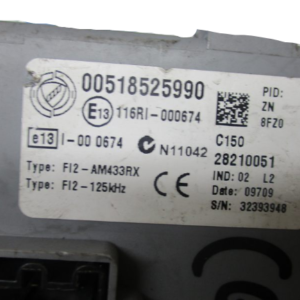 00518525990 PID:
E13 116RI-000674 ZN
8FZ0
e13 I-00 0674 N11042 C150
28210051
Type: FI2-AM433RX IND: 02 L2
Type: FI2-125kHz Date: 09709
S/N: 32393948